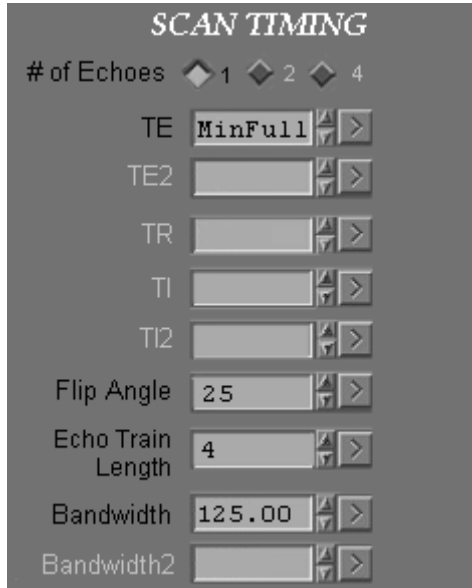 SCAN TIMING
# of Echoes 1 2 4
TE MinFull
TE2
TR
TI
TI2
Flip Angle 25
Echo Train
Length 4
Bandwidth 125.00
Bandwidth2